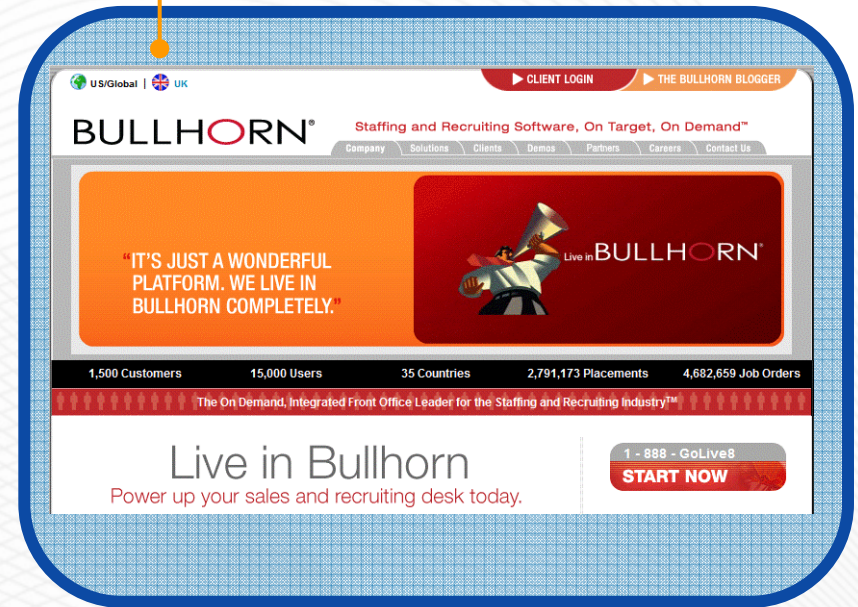 US/Global | UK
CLIENT LOGIN
THE BULLHORN BLOGGER
BULLHORN®
Staffing and Recruiting Software, On Target, On Demand™
Company Solutions Clients Demos Partners Careers Contact Us
“IT'S JUST A WONDERFUL
PLATFORM. WE LIVE IN
BULLHORN COMPLETELY.”
Live in BULLHORN®
1,500 Customers 15,000 Users 35 Countries 2,791,173 Placements 4,682,659 Job Orders
The On Demand, Integrated Front Office Leader for the Staffing and Recruiting Industry™
Live in Bullhorn
Power up your sales and recruiting desk today.
1 - 888 - GoLive8
START NOW